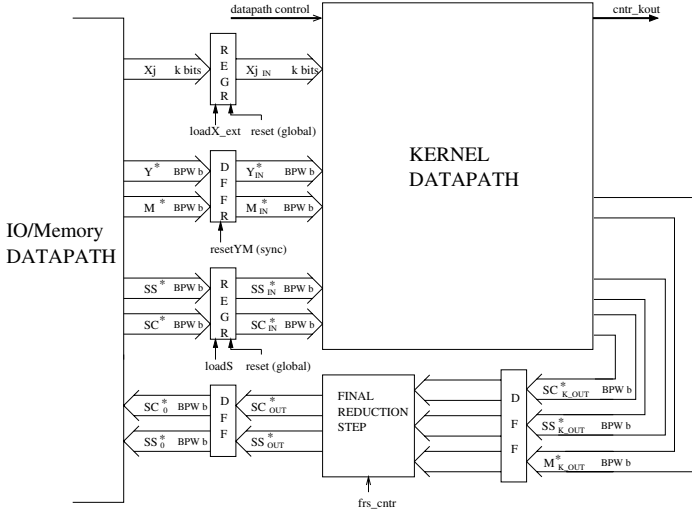 datapath control
cntr_kout
Xj k bits
R E G R
Xj IN k bits
loadX_ext reset (global)
KERNEL
DATAPATH
Y* BPW b
D F F R
Y*IN BPW b
M* BPW b
M*IN BPW b
resetYM (sync)
IO/Memory
DATAPATH
SS* BPW b
R E G R
SS*IN BPW b
SC* BPW b
SC*IN BPW b
loadS reset (global)
SC*0 BPW b
D F F
SC*OUT
SS*0 BPW b
SS*OUT
FINAL
REDUCTION
STEP
frs_cntr
D F F
SC*K_OUT BPW b
SS*K_OUT BPW b
M*K_OUT BPW b